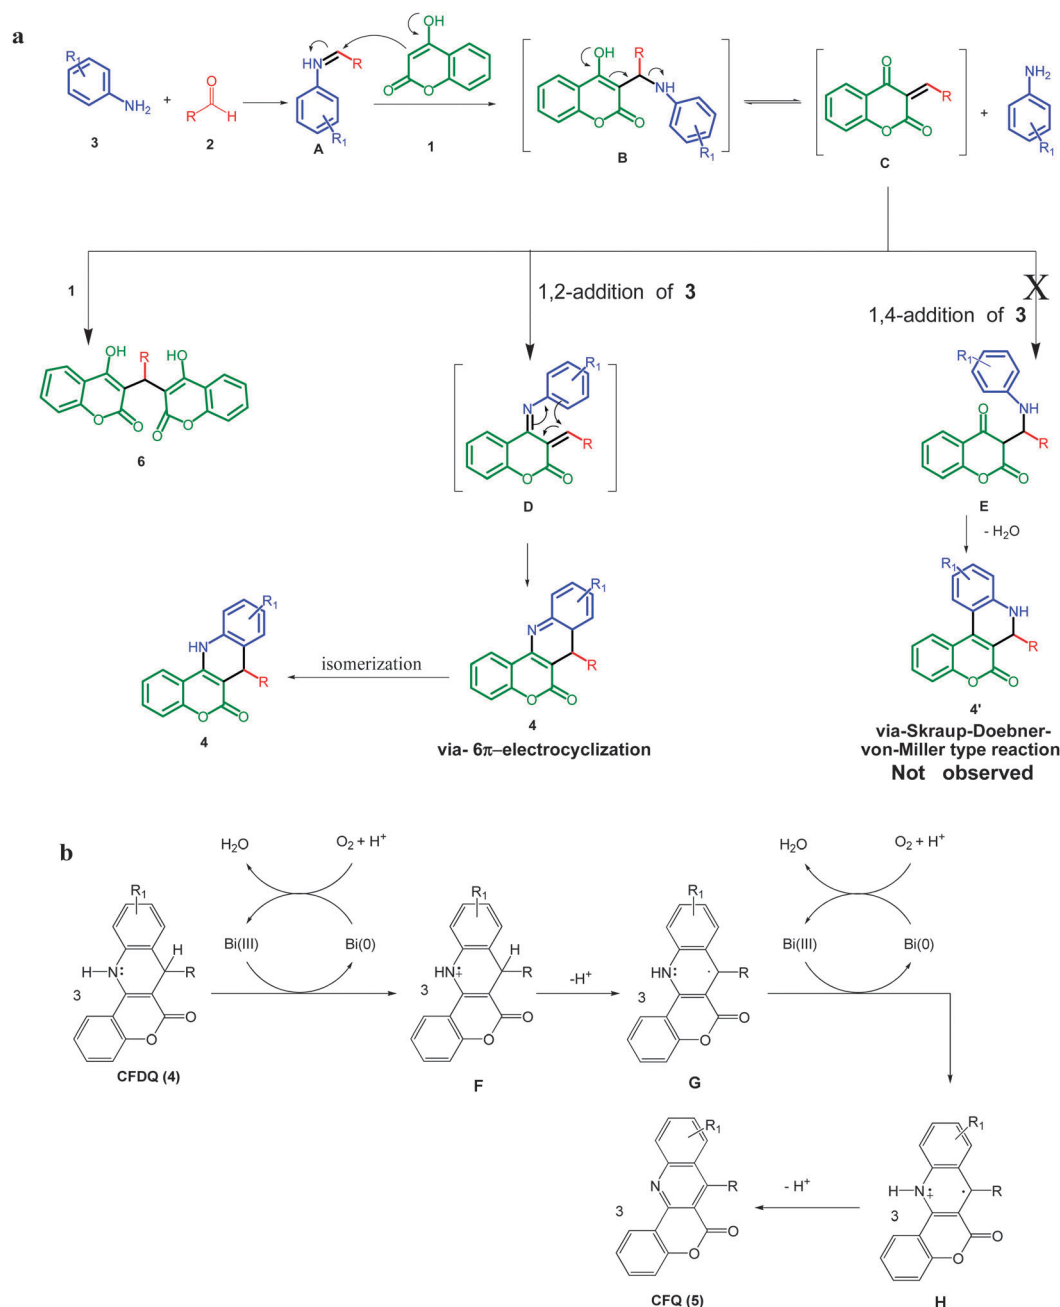 a
R1
NH2
3
+
O
R
H
2
HN
R
R1
A
OH
O
O
1
OH
R
NH
O
O
R1
B
O
R
O
O
C
+
NH2
R1
1
1,2-addition of 3
X
1,4-addition of 3
OH
R
HO
O
O
O
O
6
R1
N
R
O
O
D
R1
NH
O
R
O
O
E
- H2O
R1
HN
R
O
O
4
isomerization
R1
N
R
O
O
4
via- 6π–electrocyclization
R1
NH
R
O
O
4'
via-Skraup-Doebner-
von-Miller type reaction
Not observed
b
H2O
O2 + H+
Bi(III)
Bi(0)
R1
H
H
N:
R
3
O
O
CFDQ (4)
R1
H
HN
+
R
3
O
O
F
-H+
R1
HN:
R
3
O
O
G
H2O
O2 + H+
Bi(III)
Bi(0)
R1
H
N
+
R
3
O
O
H
- H+
R1
N
R
3
O
O
CFQ (5)